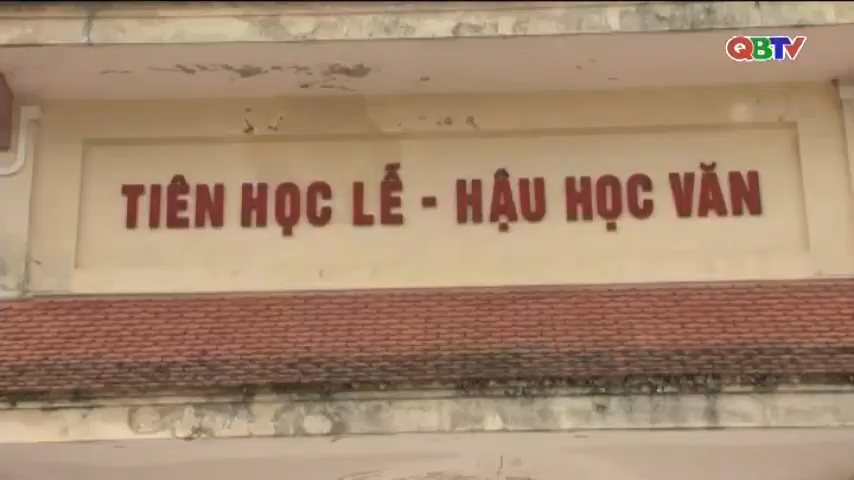 QBTV
TIÊN HỌC LỄ - HẬU HỌC VĂN